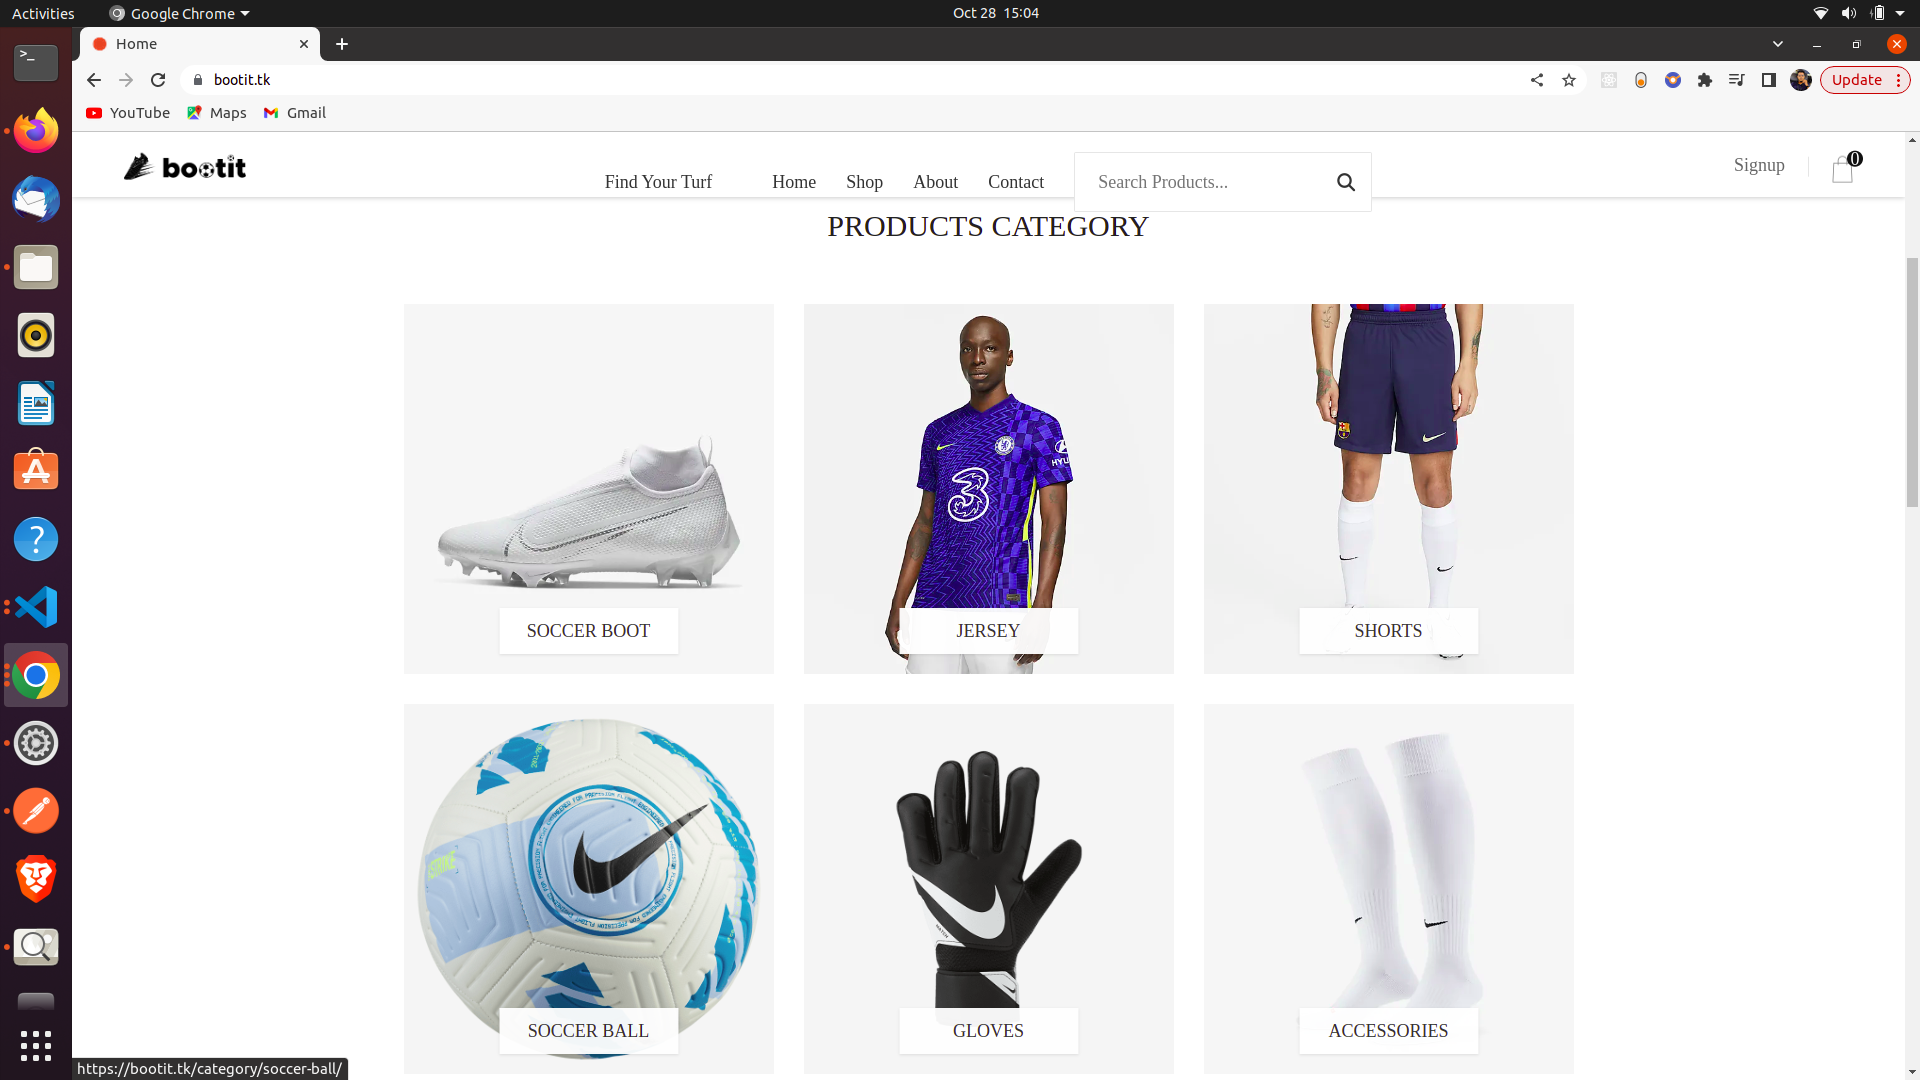 Activities
Google Chrome
Oct 28 15:04
Home
bootit.tk
Update
YouTube
Maps
Gmail
bootit
Find Your Turf
Home
Shop
About
Contact
Search Products...
Signup
0
PRODUCTS CATEGORY
3
SOCCER BOOT
JERSEY
SHORTS
SOCCER BALL
GLOVES
ACCESSORIES
https://bootit.tk/category/soccer-ball/